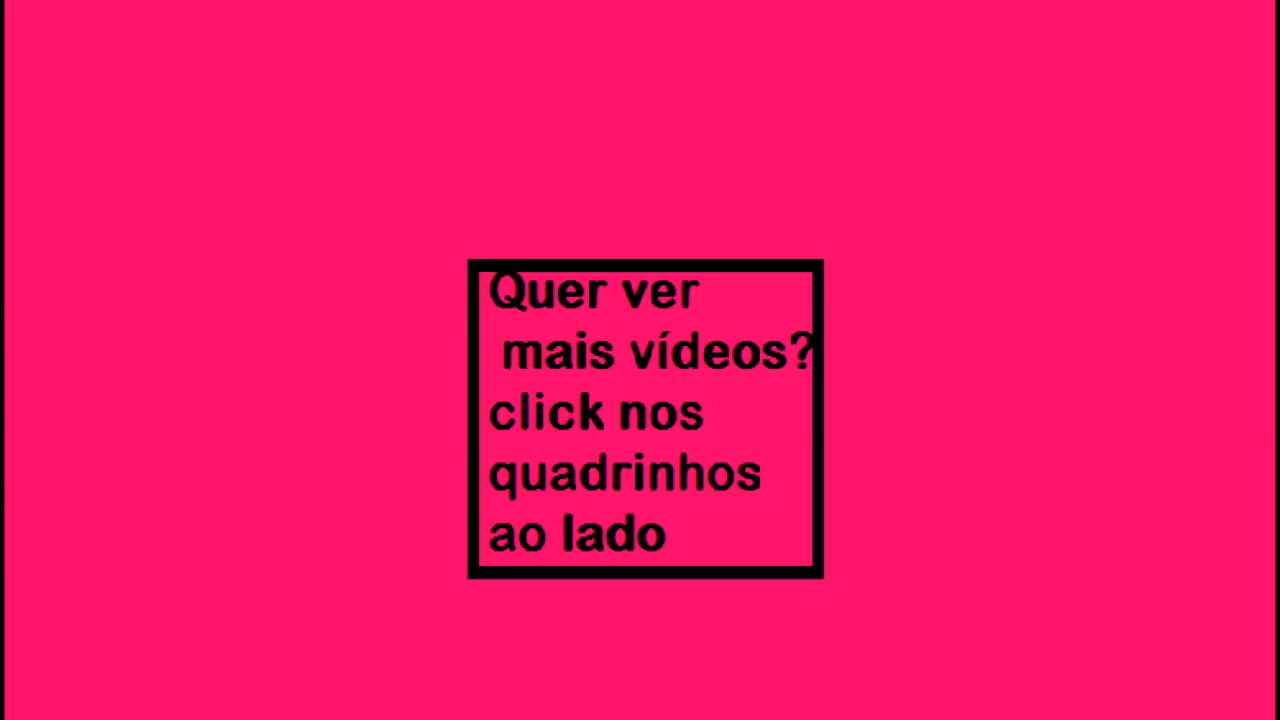 Quer ver
mais vídeos?
click nos
quadrinhos
ao lado